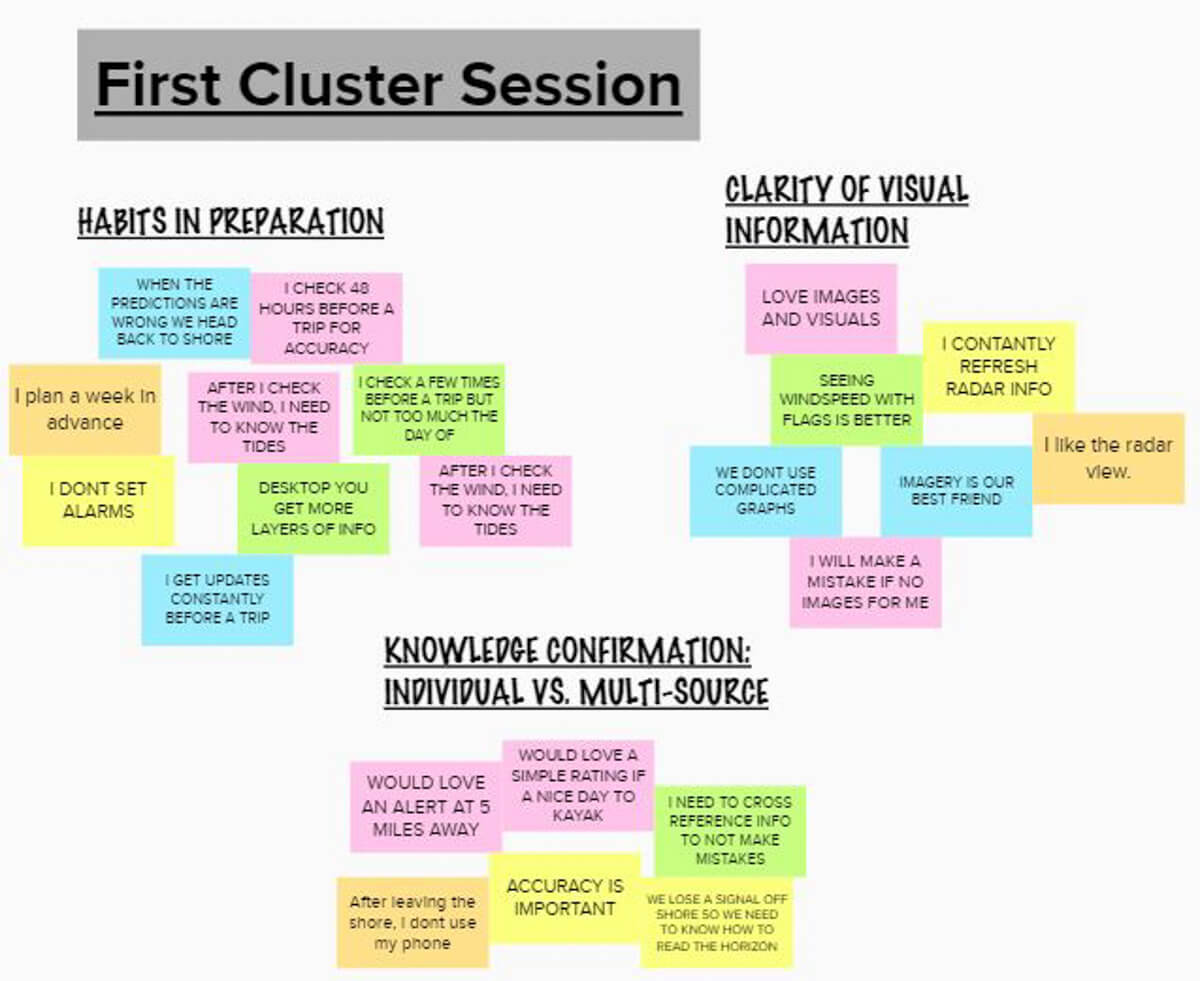 First Cluster Session
HABITS IN PREPARATION
WHEN THE
PREDICTIONS ARE
WRONG WE HEAD
BACK TO SHORE
I CHECK 48
HOURS BEFORE A
TRIP FOR
ACCURACY
I plan a week in
advance
AFTER I CHECK
THE WIND, I NEED
TO KNOW THE
TIDES
I CHECK A FEW TIMES
BEFORE A TRIP BUT
NOT TOO MUCH THE
DAY OF
I DONT SET
ALARMS
DESKTOP YOU
GET MORE
LAYERS OF INFO
AFTER I CHECK
THE WIND, I NEED
TO KNOW THE
TIDES
I GET UPDATES
CONSTANTLY
BEFORE A TRIP
CLARITY OF VISUAL
INFORMATION
LOVE IMAGES
AND VISUALS
I CONTANTLY
REFRESH
RADAR INFO
SEEING
WINDSPEED WITH
FLAGS IS BETTER
I like the radar
view.
WE DONT USE
COMPLICATED
GRAPHS
IMAGERY IS OUR
BEST FRIEND
I WILL MAKE A
MISTAKE IF NO
IMAGES FOR ME
KNOWLEDGE CONFIRMATION:
INDIVIDUAL VS. MULTI-SOURCE
WOULD LOVE
AN ALERT AT 5
MILES AWAY
WOULD LOVE A
SIMPLE RATING IF
A NICE DAY TO
KAYAK
I NEED TO CROSS
REFERENCE INFO
TO NOT MAKE
MISTAKES
After leaving the
shore, I dont use
my phone
ACCURACY IS
IMPORTANT
WE LOSE A SIGNAL OFF
SHORE SO WE NEED
TO KNOW HOW TO
READ THE HORIZON